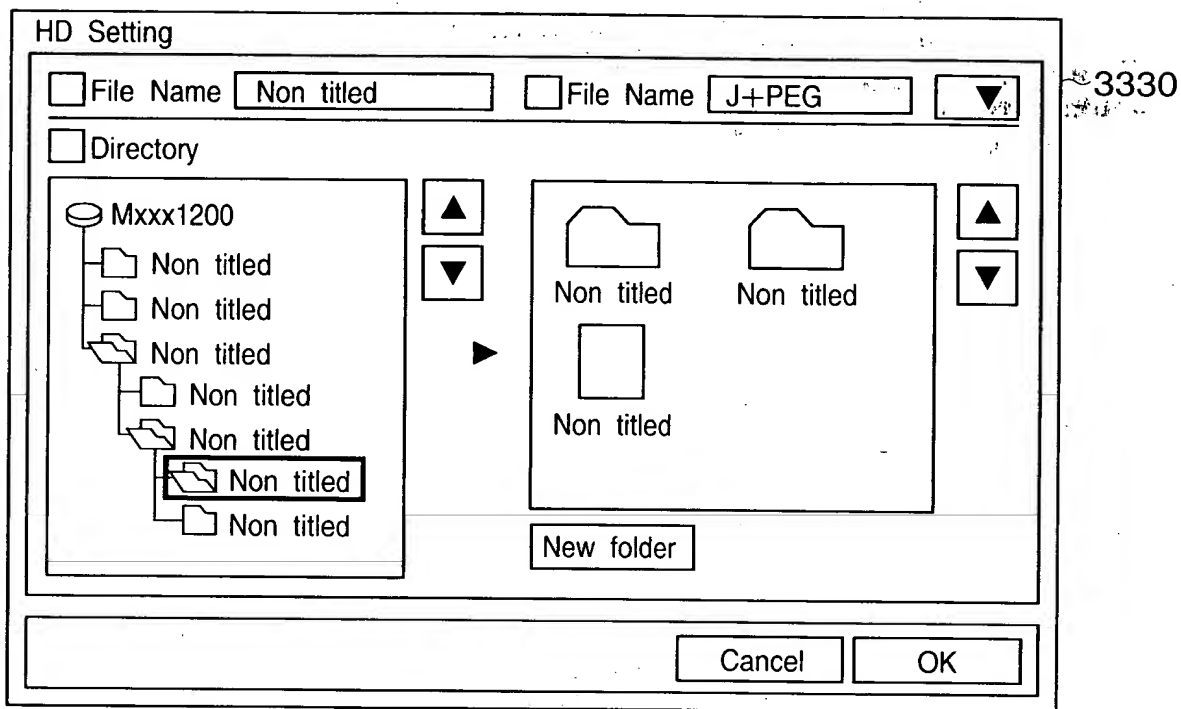 HD Setting
File Name Non titled File Name J+PEG ▼ 3330
Directory
Mxxx1200
Non titled
Non titled
Non titled
Non titled
Non titled
Non titled
Non titled
Non titled Non titled
Non titled
New folder
Cancel OK